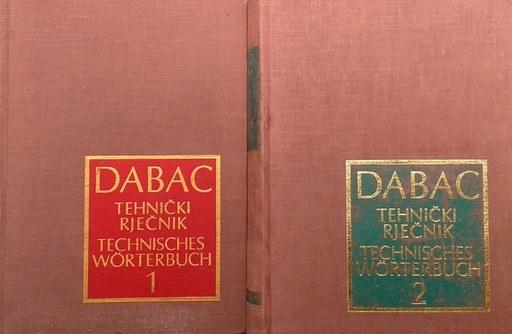 DABAC
TEHNIČKI
RJEČNIK
TECHNISCHES
WÖRTERBUCH
1
DABAC
TEHNIČKI
RJEČNIK
TECHNISCHES
WÖRTERBUCH
2